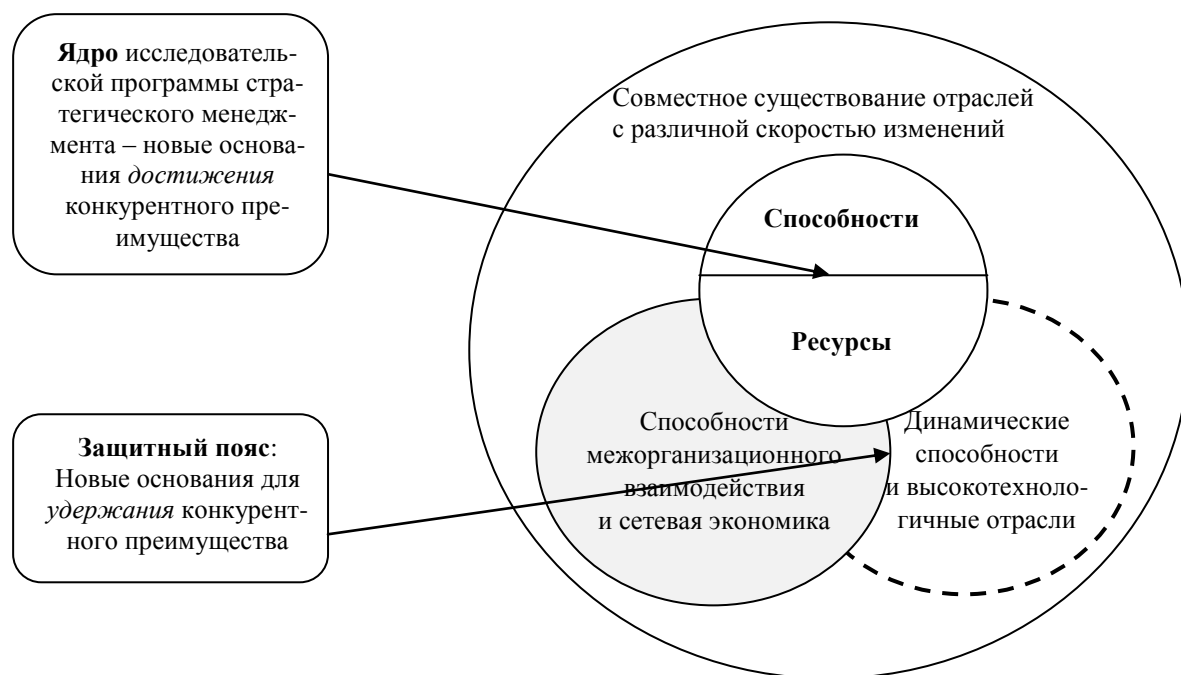 Ядро исследователь-
ской программы стра-
тегического менедж-
мента – новые основа-
ния достижения
конкурентного пре-
имущества
Совместное существование отраслей
с различной скоростью изменений
Способности
Ресурсы
Защитный пояс:
Новые основания для
удержания конкурент-
ного преимущества
Способности
межорганизационного
взаимодействия
и сетевая экономика
Динамические
способности
и высокотехноло-
гичные отрасли